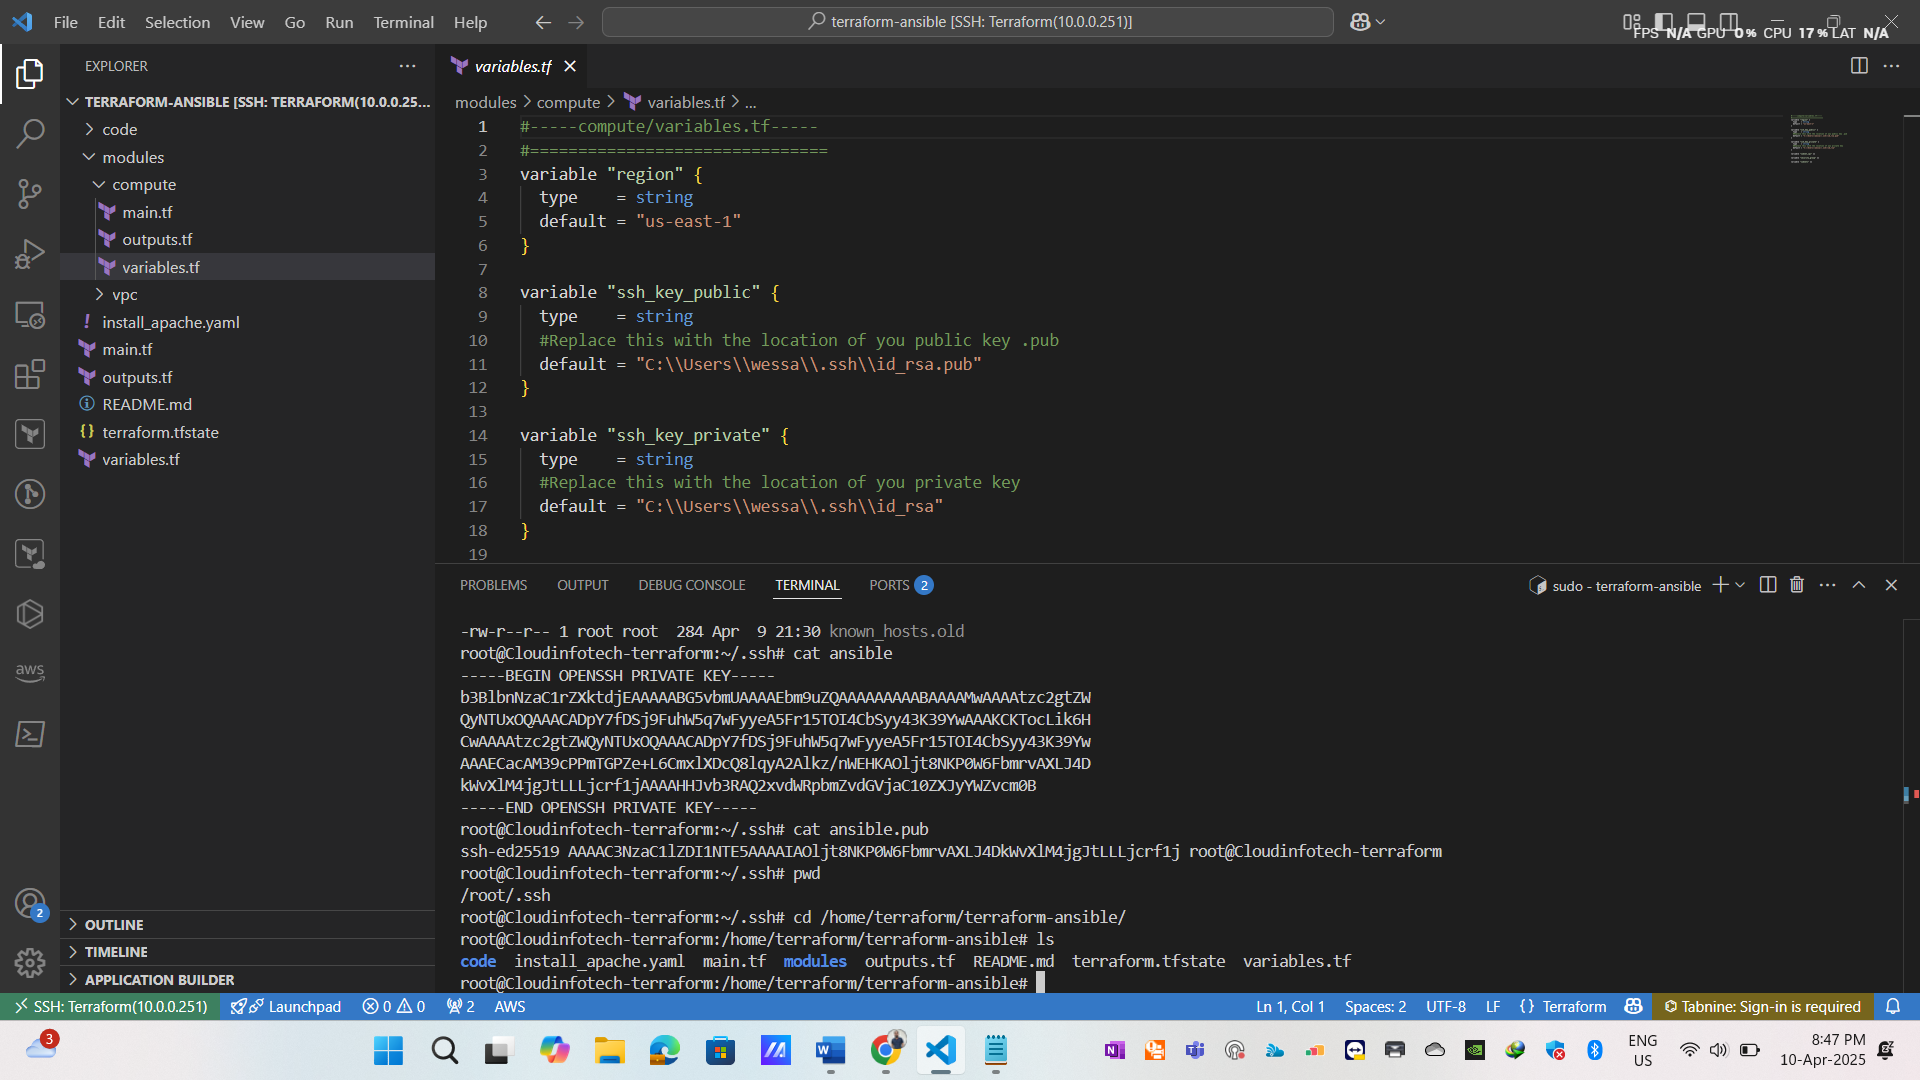 File Edit Selection View Go Run Terminal Help
terraform-ansible [SSH: Terraform(10.0.0.251)]
FPS N/A GPU 0% CPU 17% LAT N/A
EXPLORER
TERRAFORM-ANSIBLE [SSH: TERRAFORM(10.0.0.25...
code
modules
compute
main.tf
outputs.tf
variables.tf
vpc
install_apache.yaml
main.tf
outputs.tf
README.md
terraform.tfstate
variables.tf
OUTLINE
TIMELINE
APPLICATION BUILDER
aws
2
variables.tf
modules > compute > variables.tf > ...
1 #-----compute/variables.tf-----
2 #===============================
3 variable "region" {
4 type = string
5 default = "us-east-1"
6 }
7
8 variable "ssh_key_public" {
9 type = string
10 #Replace this with the location of you public key .pub
11 default = "C:\\Users\\wessa\\.ssh\\id_rsa.pub"
12 }
13
14 variable "ssh_key_private" {
15 type = string
16 #Replace this with the location of you private key
17 default = "C:\\Users\\wessa\\.ssh\\id_rsa"
18 }
19
PROBLEMS OUTPUT DEBUG CONSOLE TERMINAL PORTS 2
sudo - terraform-ansible
-rw-r--r-- 1 root root 284 Apr 9 21:30 known_hosts.old
root@Cloudinfotech-terraform:~/.ssh# cat ansible
-----BEGIN OPENSSH PRIVATE KEY-----
b3BlbnNzaC1rZXktdjEAAAAABG5vbmUAAAAEbm9uZQAAAAAAAAABAAAAMwAAAAtzc2gtZW
QyNTUxOQAAACADpY7fDSj9FuhW5q7wFyyeA5Fr15TOI4CbSyy43K39YwAAAKCKTocLik6H
CwAAAAtzc2gtZWQyNTUxOQAAACADpY7fDSj9FuhW5q7wFyyeA5Fr15TOI4CbSyy43K39Yw
AAAECacAM39cPPmTGPZe+L6CmxlXDcQ8lqyA2Alkz/nWEHKAOljt8NKP0W6FbmrvAXLJ4D
kWvXlM4jgJtLLLjcrf1jAAAAHHJvb3RAQ2xvdWRpbmZvdGVjaC10ZXJyYWZvcm0B
-----END OPENSSH PRIVATE KEY-----
root@Cloudinfotech-terraform:~/.ssh# cat ansible.pub
ssh-ed25519 AAAAC3NzaC1lZDI1NTE5AAAAIAOljt8NKP0W6FbmrvAXLJ4DkWvXlM4jgJtLLLjcrf1j root@Cloudinfotech-terraform
root@Cloudinfotech-terraform:~/.ssh# pwd
/root/.ssh
root@Cloudinfotech-terraform:~/.ssh# cd /home/terraform/terraform-ansible/
root@Cloudinfotech-terraform:/home/terraform/terraform-ansible# ls
code install_apache.yaml main.tf modules outputs.tf README.md terraform.tfstate variables.tf
root@Cloudinfotech-terraform:/home/terraform/terraform-ansible#
SSH: Terraform(10.0.0.251) Launchpad 0 0 2 AWS
Ln 1, Col 1 Spaces: 2 UTF-8 LF {} Terraform Tabnine: Sign-in is required
3
ENG
US
8:47 PM
10-Apr-2025